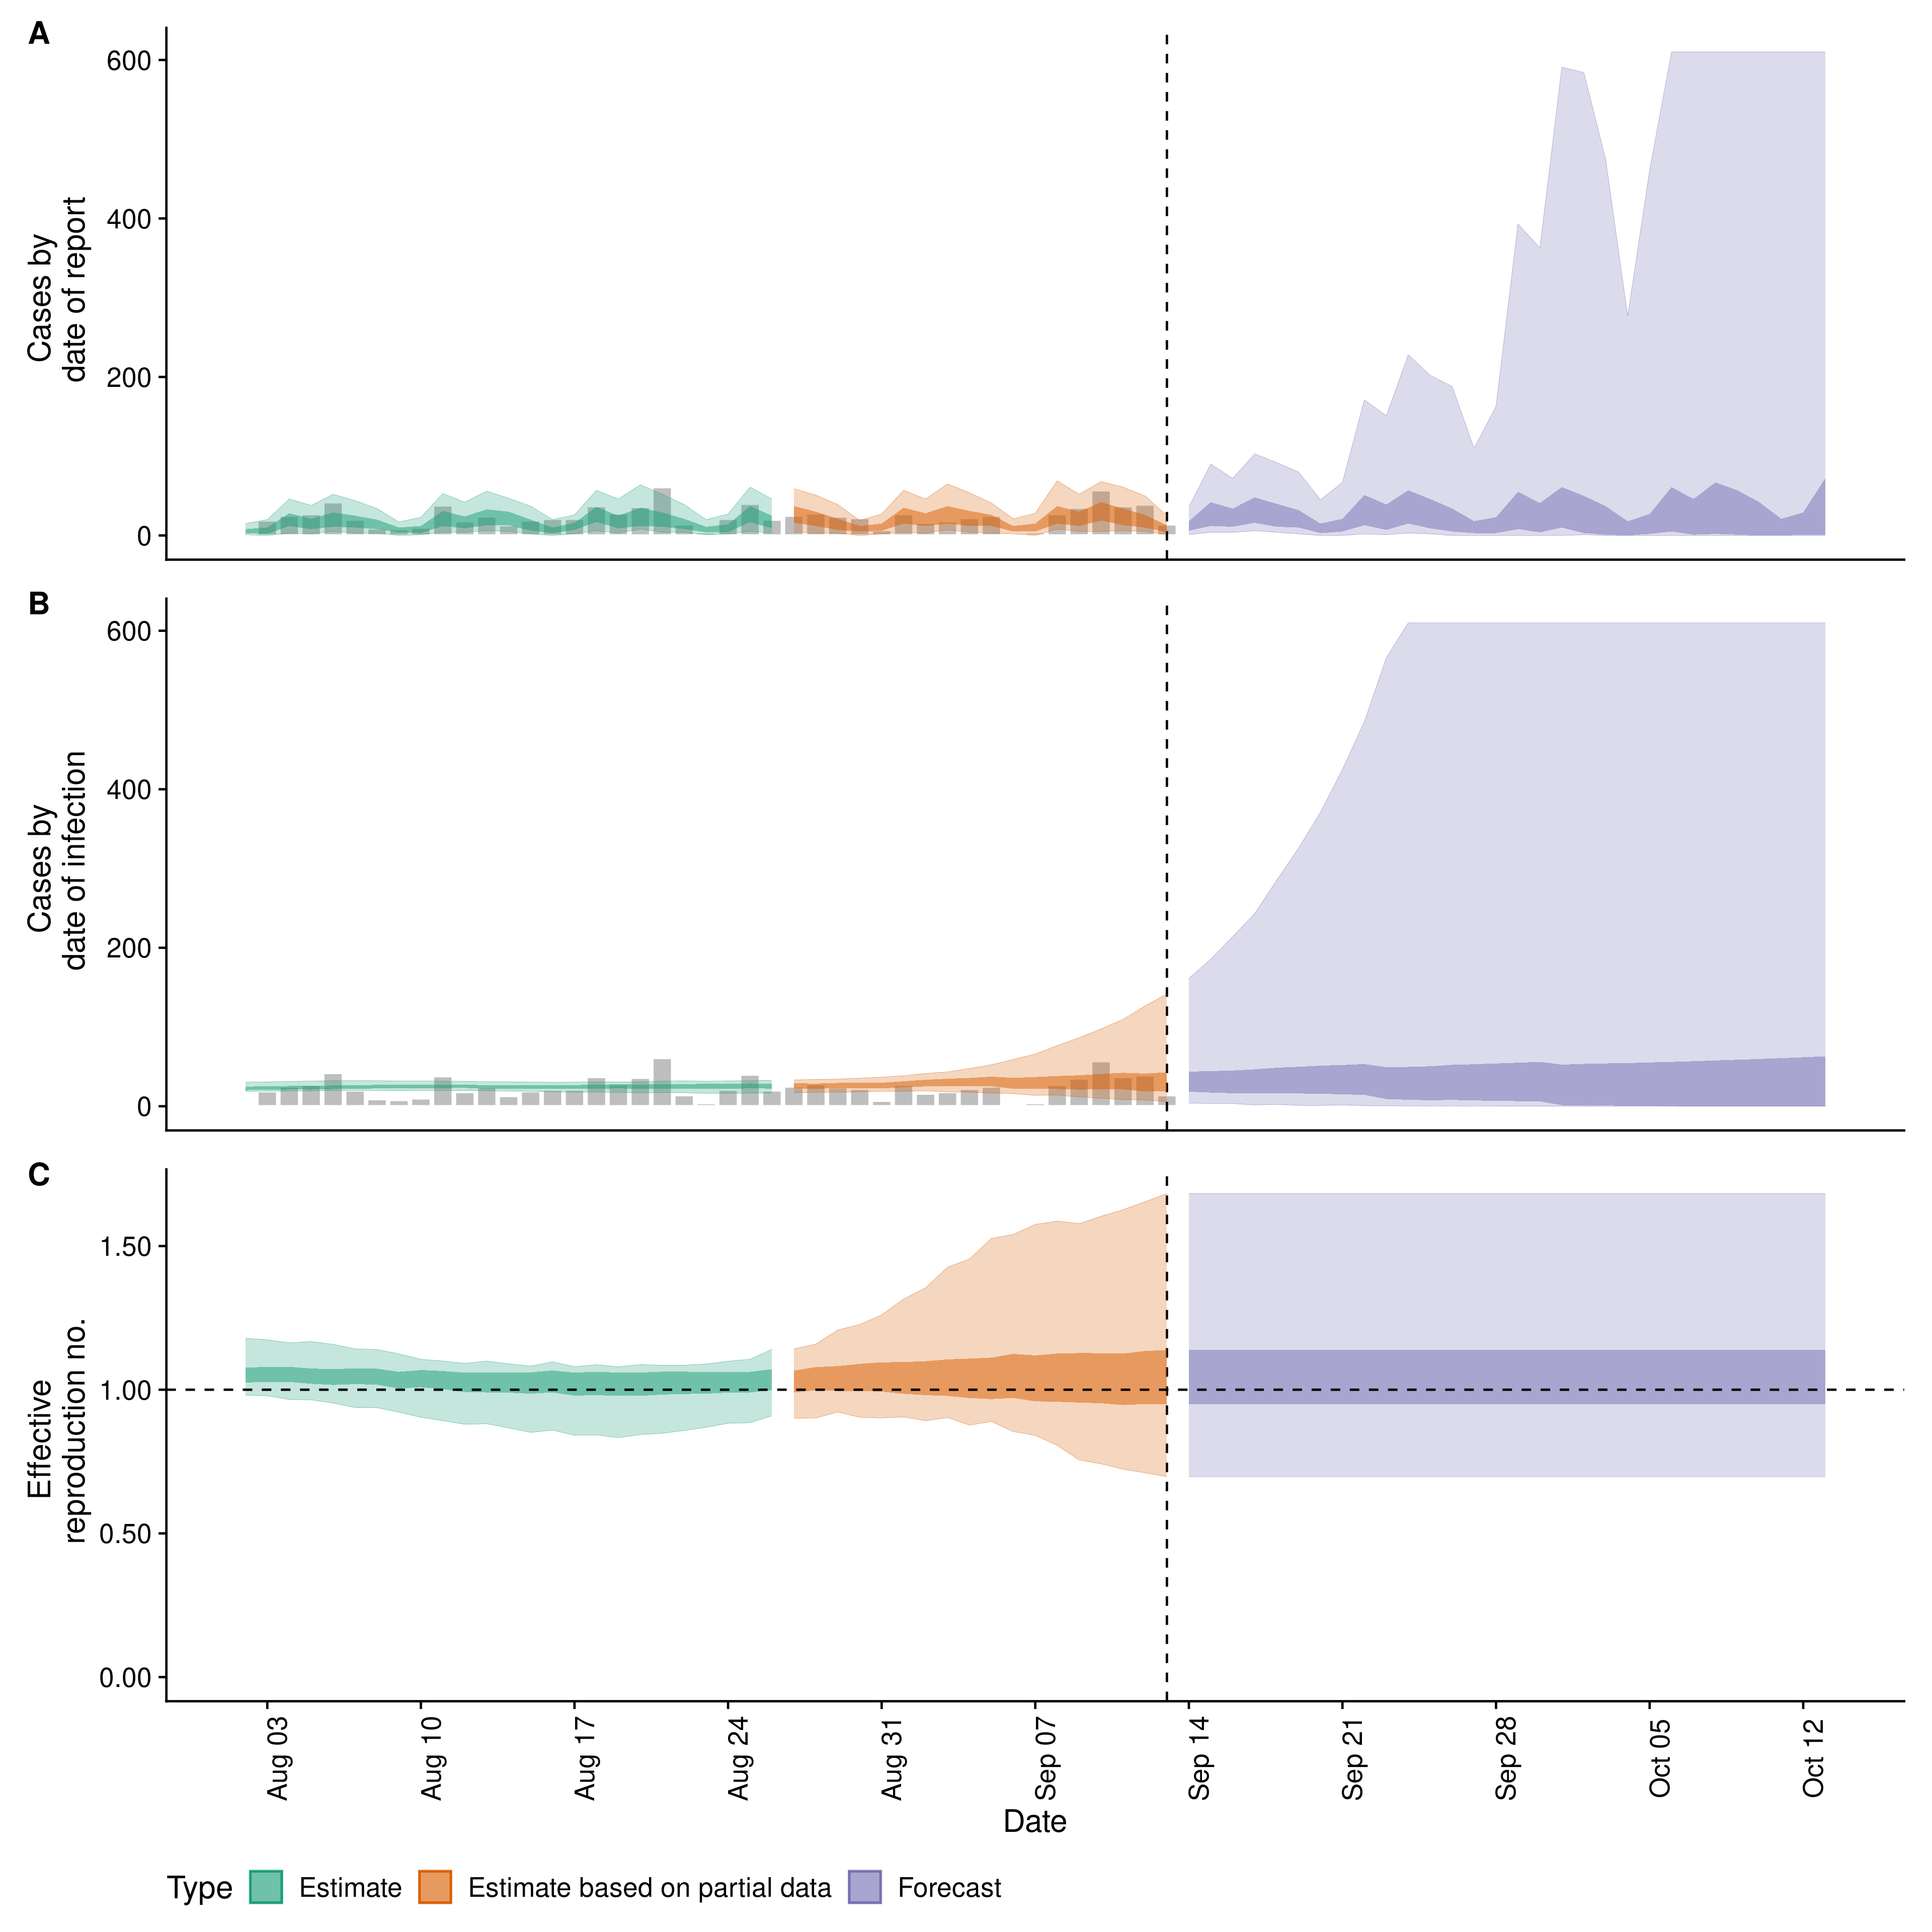 A
600
400
200
0
Cases by
date of report
B
600
400
200
0
Cases by
date of infection
C
1.50
1.00
0.50
0.00
Effective
reproduction no.
Aug 03
Aug 10
Aug 17
Aug 24
Aug 31
Sep 07
Sep 14
Sep 21
Sep 28
Oct 05
Oct 12
Date
Type Estimate Estimate based on partial data Forecast